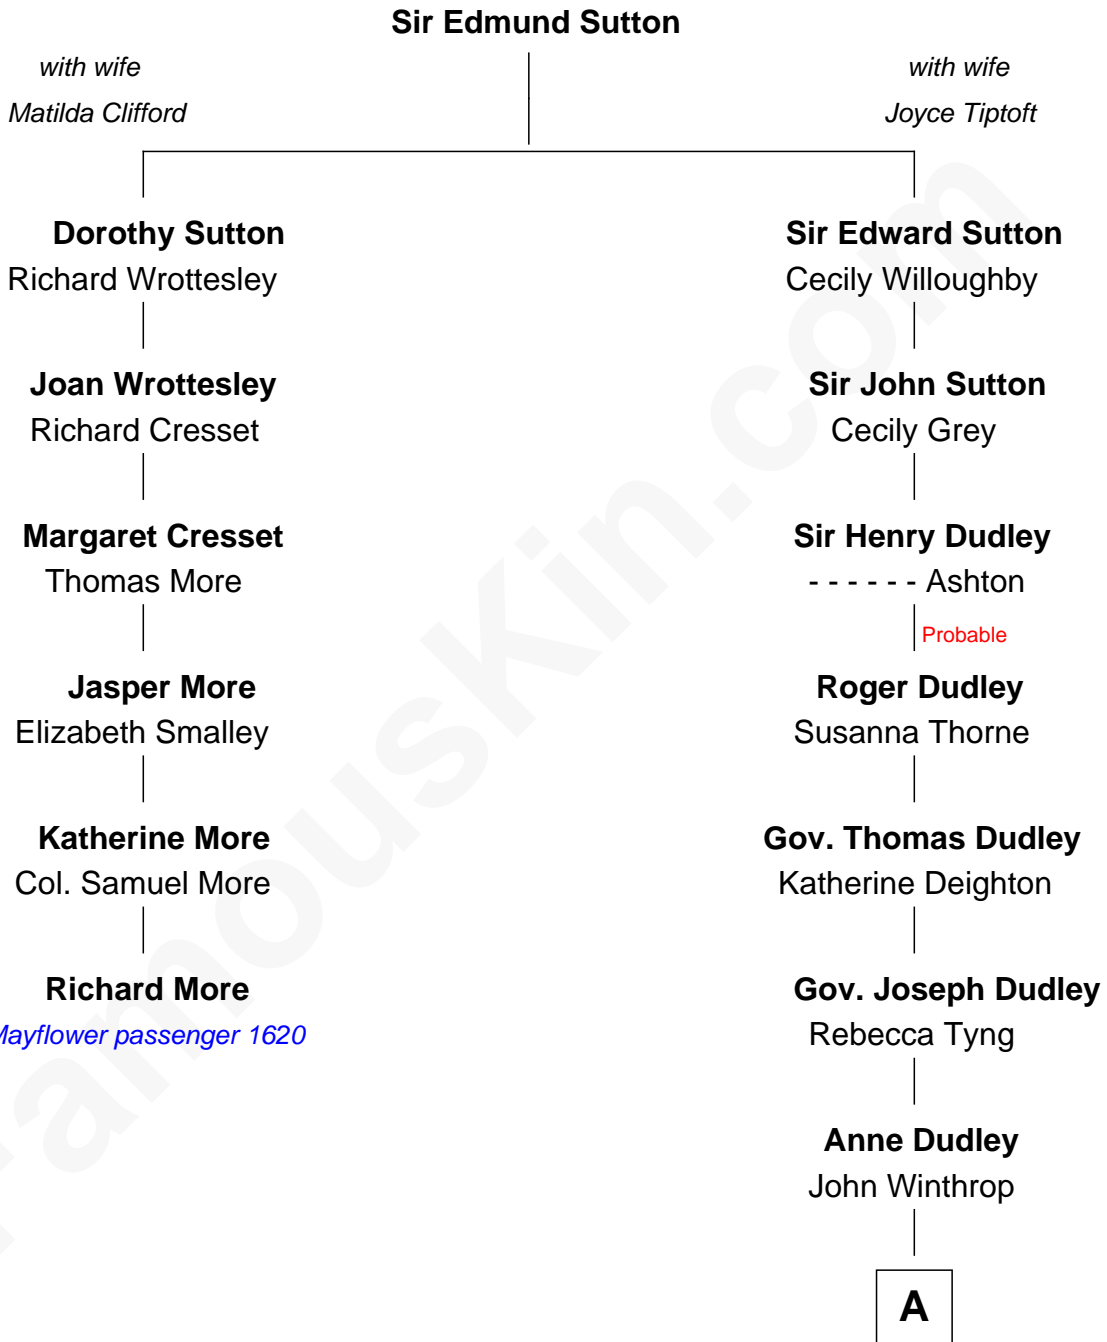 Sir Edmund Sutton
with wife
Matilda Clifford
with wife
Joyce Tiptoft
Dorothy Sutton
Richard Wrottesley
Sir Edward Sutton
Cecily Willoughby
Joan Wrottesley
Richard Cresset
Sir John Sutton
Cecily Grey
Margaret Cresset
Thomas More
Sir Henry Dudley
- - - - - - Ashton
Probable
Jasper More
Elizabeth Smalley
Roger Dudley
Susanna Thorne
Katherine More
Col. Samuel More
Gov. Thomas Dudley
Katherine Deighton
Richard More
Mayflower passenger 1620
Gov. Joseph Dudley
Rebecca Tyng
Anne Dudley
John Winthrop
A
FamousKin.com